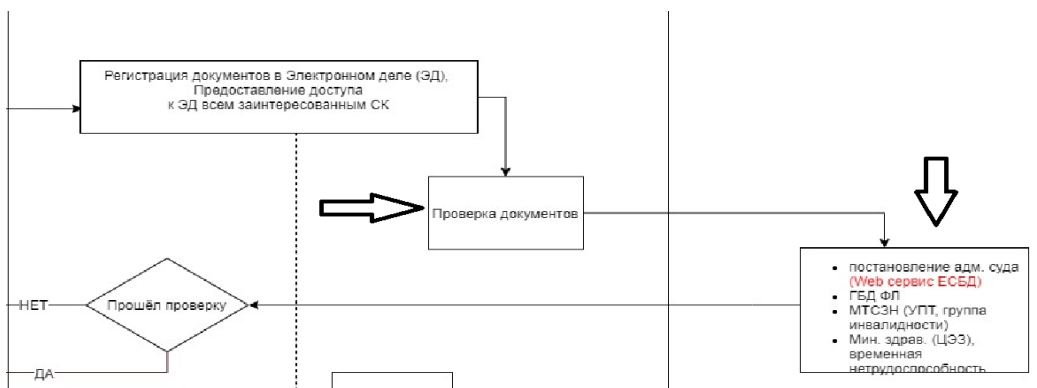 Регистрация документов в Электронном деле (ЭД),
Предоставление доступа
к ЭД всем заинтересованным СК
Проверка документов
постановление адм. суда
(Web сервис ЕСБД)
ГБД ФЛ
МТСЗН (УПТ, группа
инвалидности)
Мин. здрав. (ЦЭЗ),
временная
нетрудоспособность
НЕТ
Прошёл проверку
ДА